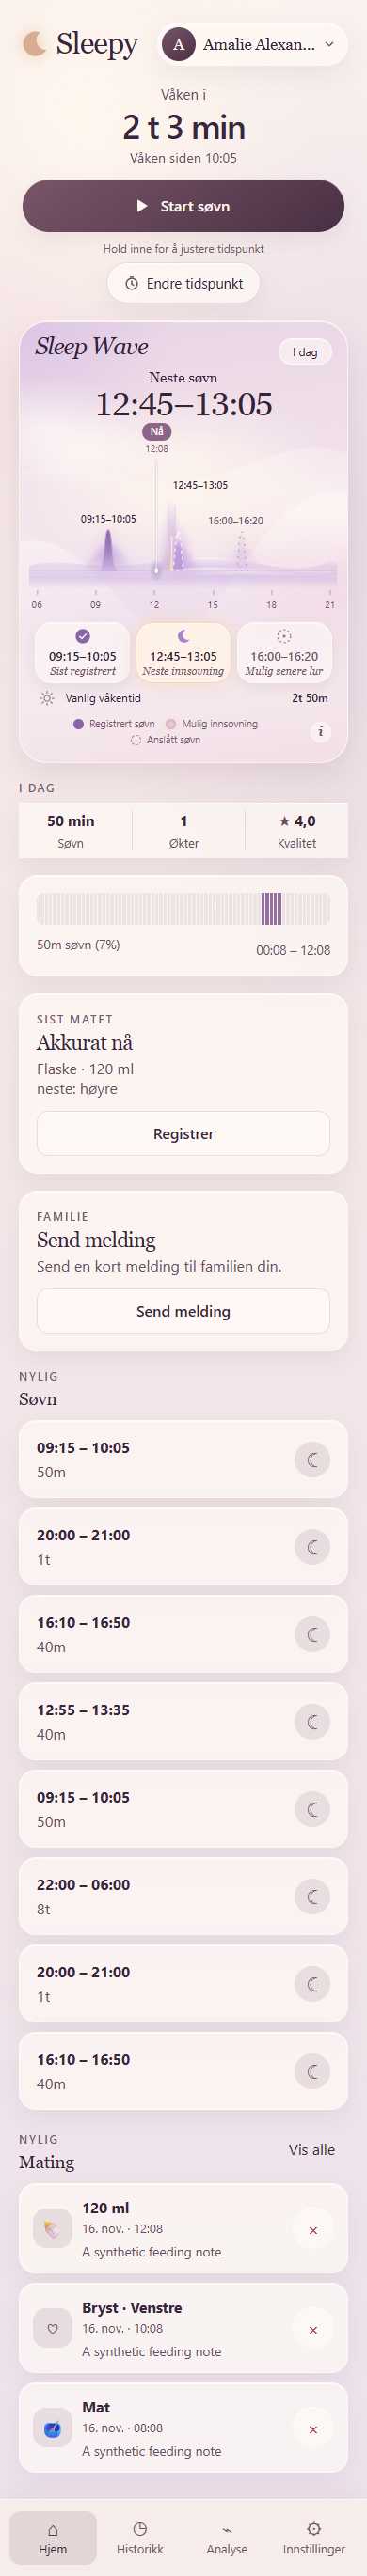 Sleepy
A
Amalie Alexan...
Våken i
2 t 3 min
Våken siden 10:05
Start søvn
Hold inne for å justere tidspunkt
Endre tidspunkt
Sleep Wave
I dag
Neste søvn
12:45–13:05
Nå
12:08
12:45–13:05
09:15–10:05
16:00–16:20
06 09 12 15 18 21
09:15–10:05
Sist registrert
12:45–13:05
Neste innsovning
16:00–16:20
Mulig senere lur
Vanlig våkentid
2t 50m
Registrert søvn
Mulig innsovning
Anslått søvn
i
I DAG
50 min
Søvn
1
Økter
★ 4,0
Kvalitet
50m søvn (7%)
00:08 – 12:08
SIST MATET
Akkurat nå
Flaske · 120 ml
neste: høyre
Registrer
FAMILIE
Send melding
Send en kort melding til familien din.
Send melding
NYLIG
Søvn
09:15 – 10:05
50m
20:00 – 21:00
1t
16:10 – 16:50
40m
12:55 – 13:35
40m
09:15 – 10:05
50m
22:00 – 06:00
8t
20:00 – 21:00
1t
16:10 – 16:50
40m
NYLIG
Mating
Vis alle
120 ml
16. nov. · 12:08
A synthetic feeding note
×
Bryst · Venstre
16. nov. · 10:08
A synthetic feeding note
×
Mat
16. nov. · 08:08
A synthetic feeding note
×
Hjem
Historikk
Analyse
Innstillinger